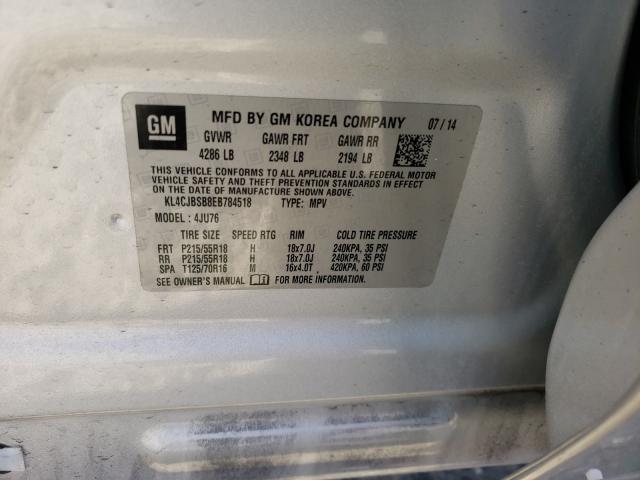 GM MFD BY GM KOREA COMPANY 07/14
GVWR GAWR FRT GAWR RR
4286 LB 2348 LB 2194 LB
THIS VEHICLE CONFORMS TO ALL APPLICABLE U.S. FEDERAL MOTOR
VEHICLE SAFETY, BUMPER, AND THEFT PREVENTION STANDARDS IN EFFECT
ON THE DATE OF MANUFACTURE SHOWN ABOVE.
KL4CJBSB8EB784518 TYPE: MPV
MODEL: 4JU76
TIRE SIZE SPEED RTG RIM COLD TIRE PRESSURE
FRT P215/55R18 H 18x7.0J 240KPA, 35 PSI
RR P215/55R18 H 18x7.0J 240KPA, 35 PSI
SPA T125/70R16 M 16x4.0T 420KPA, 60 PSI
SEE OWNER'S MANUAL FOR MORE INFORMATION.